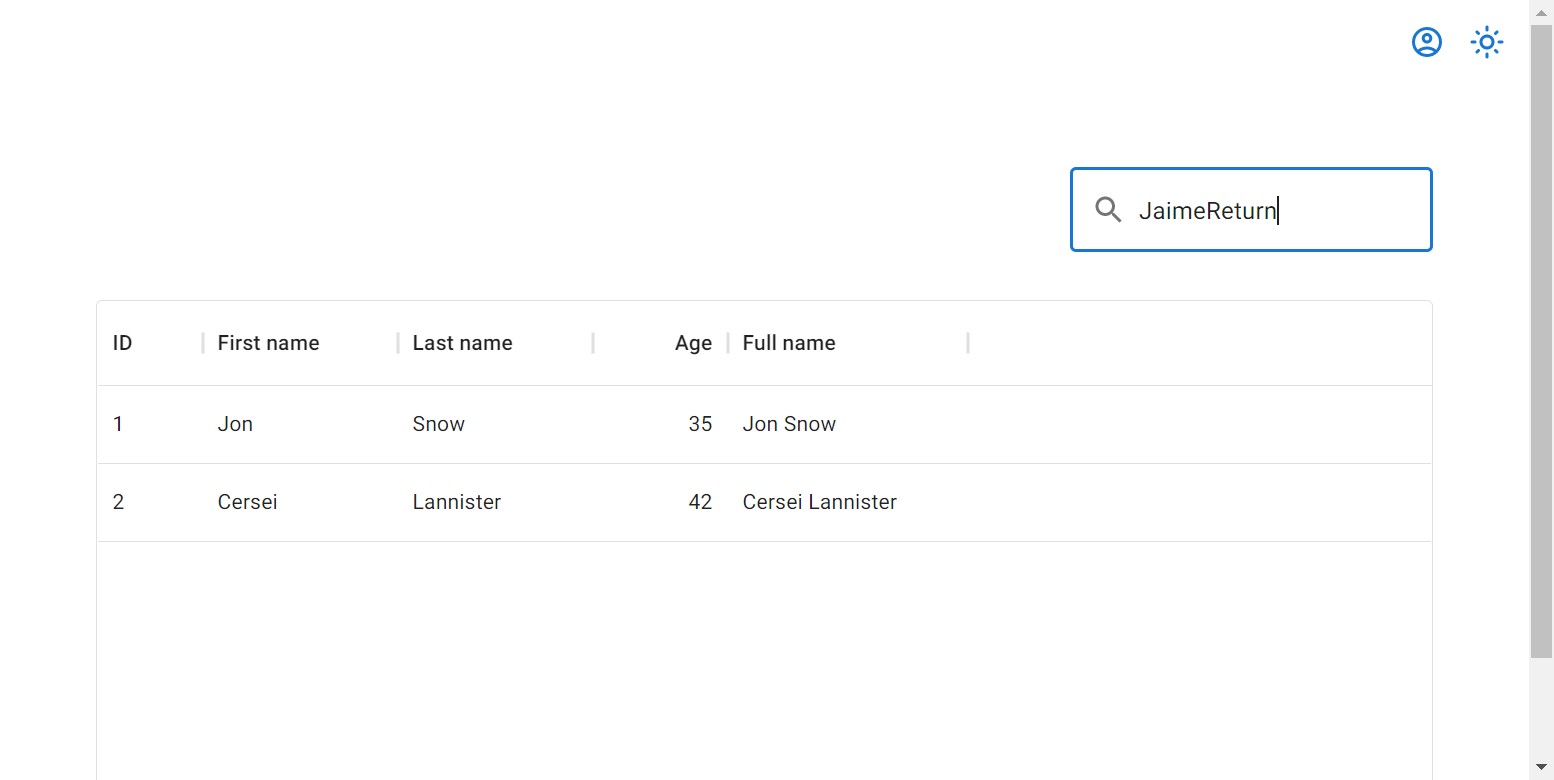 JaimeReturn
ID First name Last name Age Full name
1 Jon Snow 35 Jon Snow
2 Cersei Lannister 42 Cersei Lannister